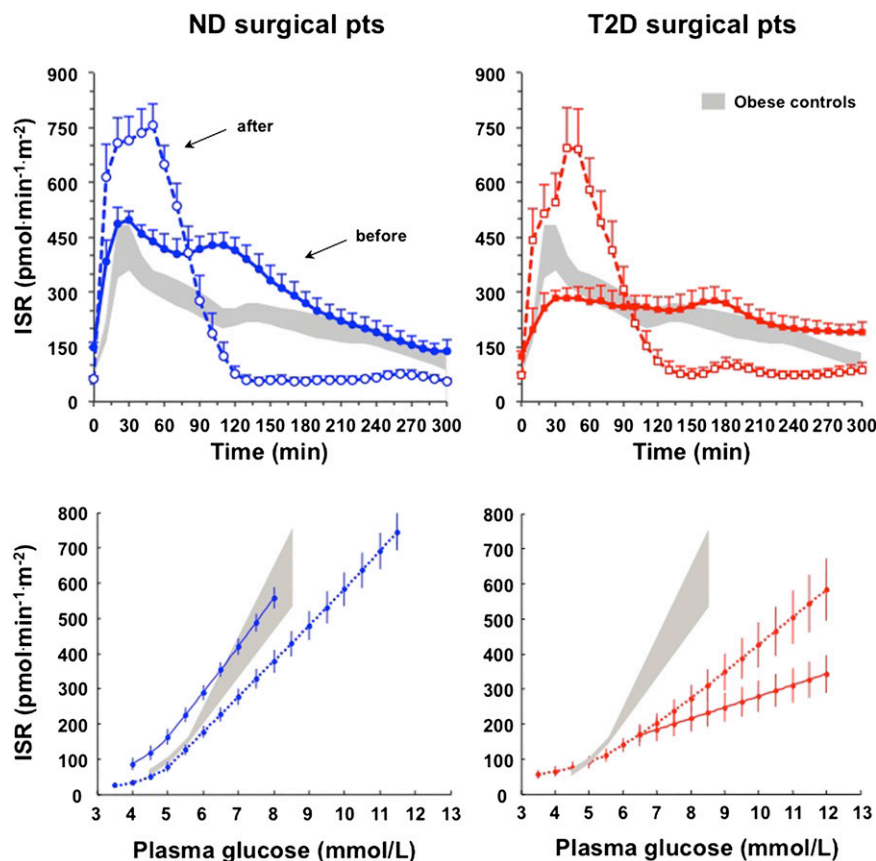 ND surgical pts
T2D surgical pts
900
750
600
450
300
150
0
ISR (pmol·min⁻¹·m⁻²)
after
before
0 30 60 90 120 150 180 210 240 270 300
Time (min)
900
750
600
450
300
150
0
Obese controls
0 30 60 90 120 150 180 210 240 270 300
Time (min)
800
700
600
500
400
300
200
100
0
ISR (pmol·min⁻¹·m⁻²)
3 4 5 6 7 8 9 10 11 12 13
Plasma glucose (mmol/L)
800
700
600
500
400
300
200
100
0
3 4 5 6 7 8 9 10 11 12 13
Plasma glucose (mmol/L)